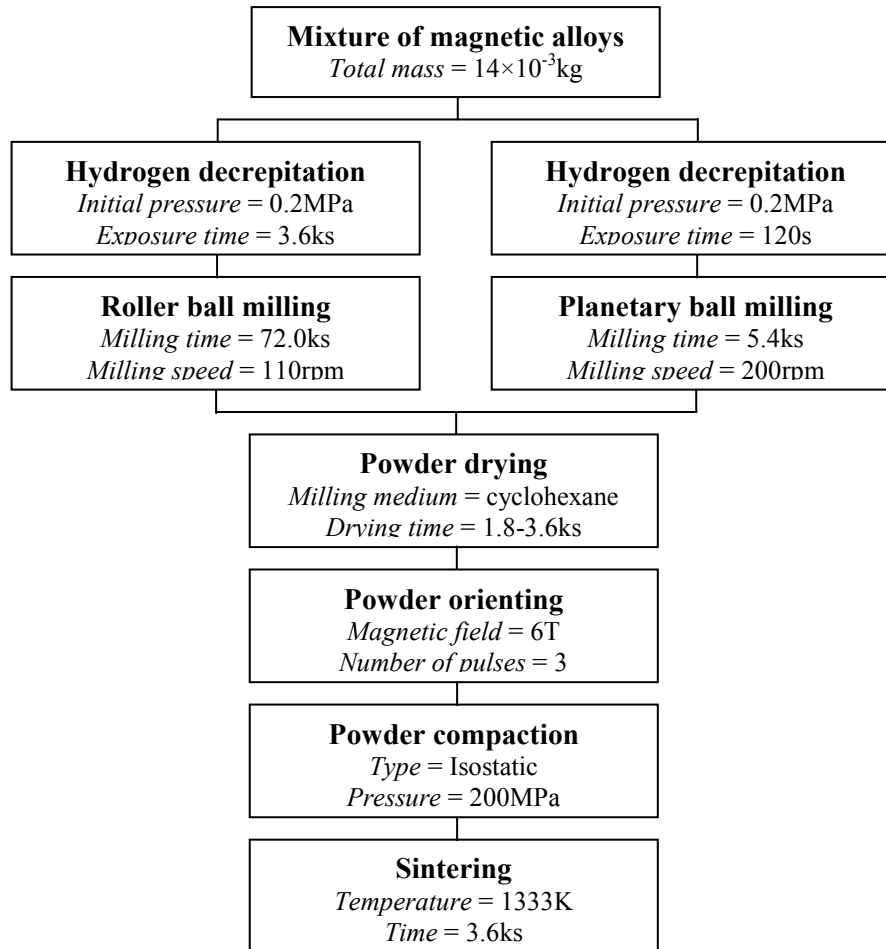 Mixture of magnetic alloys
Total mass = 14×10⁻³kg
Hydrogen decrepitation
Initial pressure = 0.2MPa
Exposure time = 3.6ks
Hydrogen decrepitation
Initial pressure = 0.2MPa
Exposure time = 120s
Roller ball milling
Milling time = 72.0ks
Milling speed = 110rpm
Planetary ball milling
Milling time = 5.4ks
Milling speed = 200rpm
Powder drying
Milling medium = cyclohexane
Drying time = 1.8-3.6ks
Powder orienting
Magnetic field = 6T
Number of pulses = 3
Powder compaction
Type = Isostatic
Pressure = 200MPa
Sintering
Temperature = 1333K
Time = 3.6ks